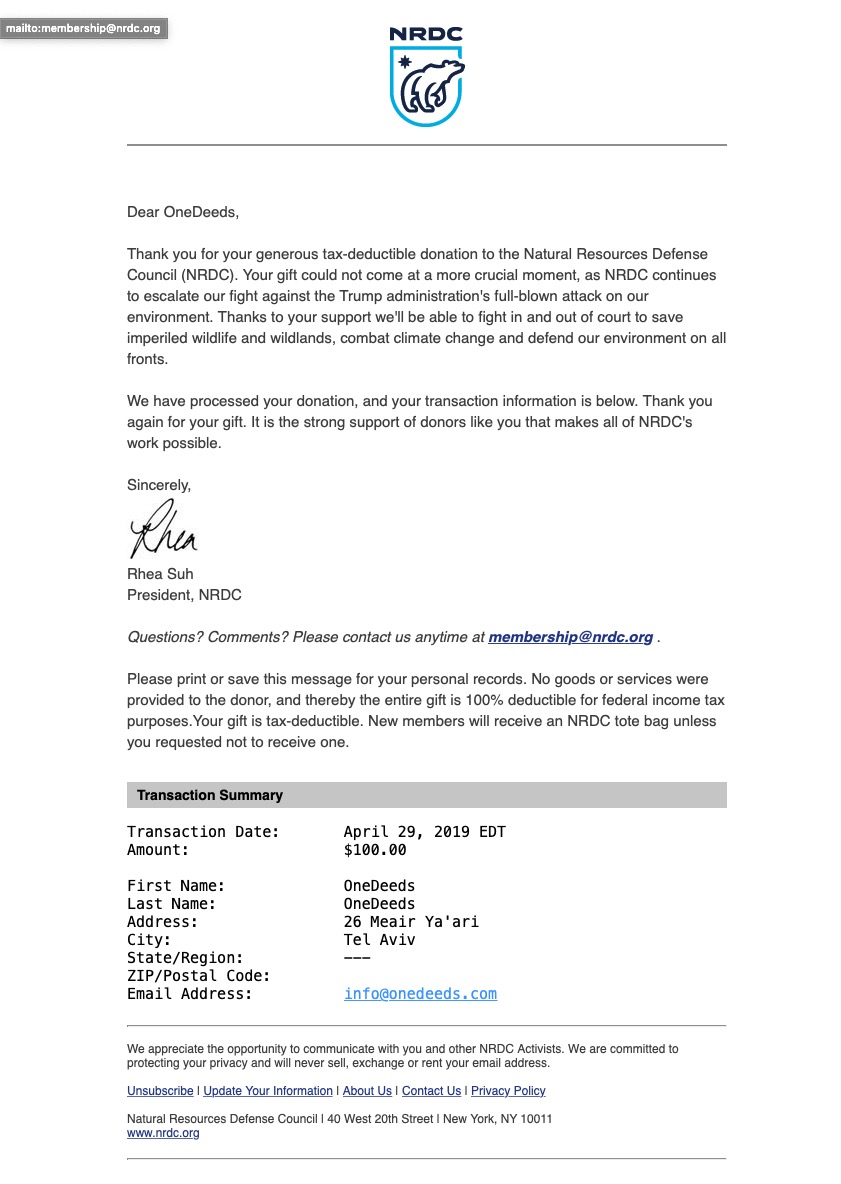 mailto:membership@nrdc.org
NRDC
Dear OneDeeds,
Thank you for your generous tax-deductible donation to the Natural Resources Defense
Council (NRDC). Your gift could not come at a more crucial moment, as NRDC continues
to escalate our fight against the Trump administration's full-blown attack on our
environment. Thanks to your support we'll be able to fight in and out of court to save
imperiled wildlife and wildlands, combat climate change and defend our environment on all
fronts.
We have processed your donation, and your transaction information is below. Thank you
again for your gift. It is the strong support of donors like you that makes all of NRDC's
work possible.
Sincerely,
Rhea
Rhea Suh
President, NRDC
Questions? Comments? Please contact us anytime at membership@nrdc.org .
Please print or save this message for your personal records. No goods or services were
provided to the donor, and thereby the entire gift is 100% deductible for federal income tax
purposes.Your gift is tax-deductible. New members will receive an NRDC tote bag unless
you requested not to receive one.
Transaction Summary
Transaction Date: April 29, 2019 EDT
Amount: $100.00
First Name: OneDeeds
Last Name: OneDeeds
Address: 26 Meair Ya'ari
City: Tel Aviv
State/Region: ---
ZIP/Postal Code:
Email Address: info@onedeeds.com
We appreciate the opportunity to communicate with you and other NRDC Activists. We are committed to
protecting your privacy and will never sell, exchange or rent your email address.
Unsubscribe | Update Your Information | About Us | Contact Us | Privacy Policy
Natural Resources Defense Council | 40 West 20th Street | New York, NY 10011
www.nrdc.org